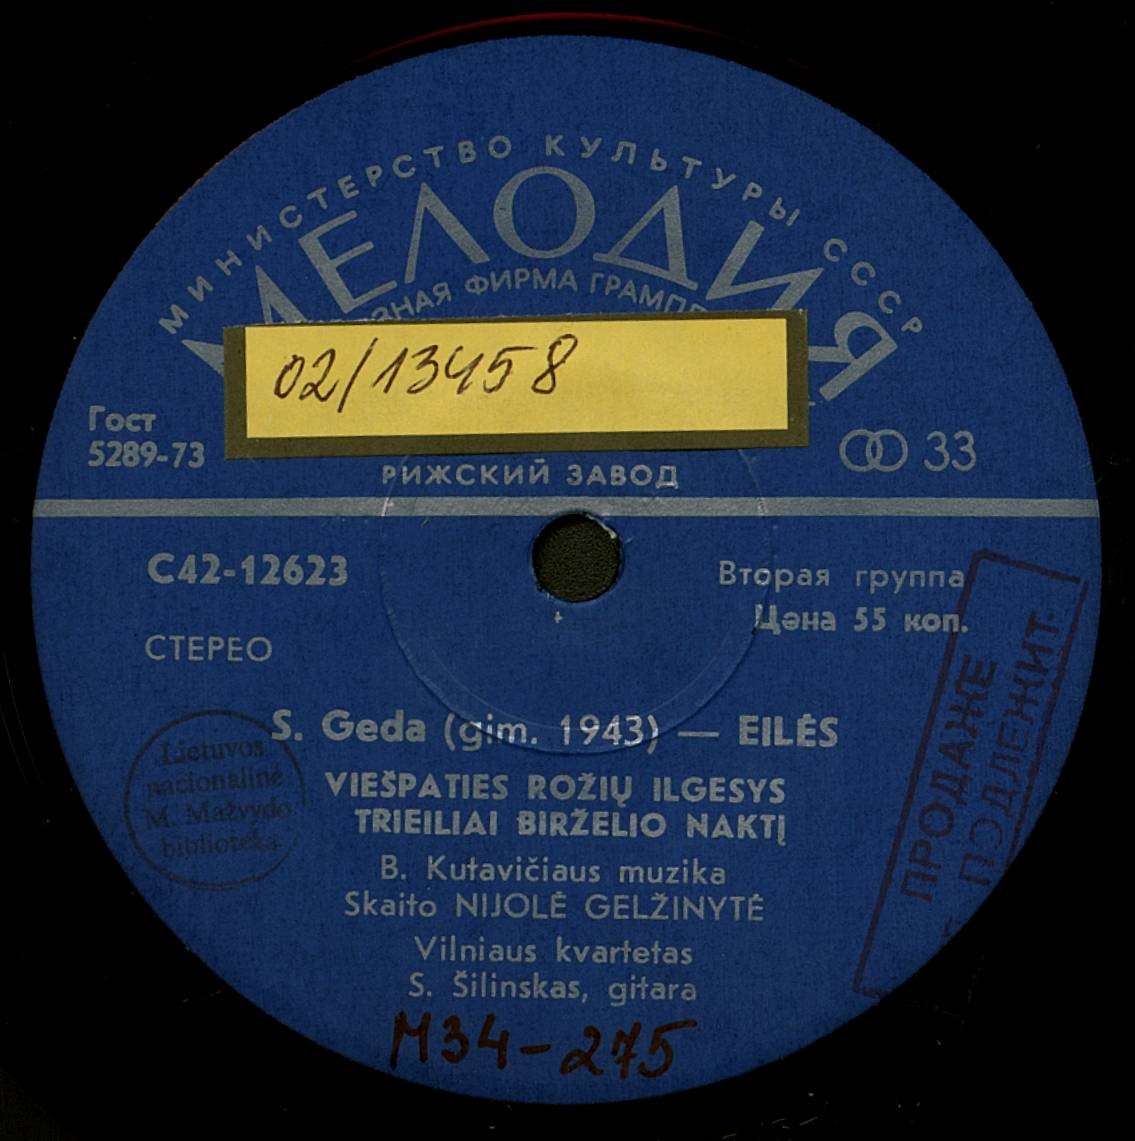 МИНИСТЕРСТВО КУЛЬТУРЫ СССР
МЕЛОДИЯ
ФИРМА
02/13458
Гост
5289-73
33
РИЖСКИЙ ЗАВОД
С42-12623
Вторая группа
Цена 55 коп.
СТЕРЕО
S. Geda (gim. 1943) — EILĖS
VIEŠPATIES ROŽIŲ ILGESYS
TRIEILIAI BIRŽELIO NAKTĮ
B. Kutavičiaus muzika
Skaito NIJOLĖ GELŽINYTĖ
Vilniaus kvartetas
S. Šilinskas, gitara
M34-275
Lietuvos
nacionalinė
M. Mažvydo
biblioteka
ПРОДАЖЕ
ПОДЛЕЖИТ